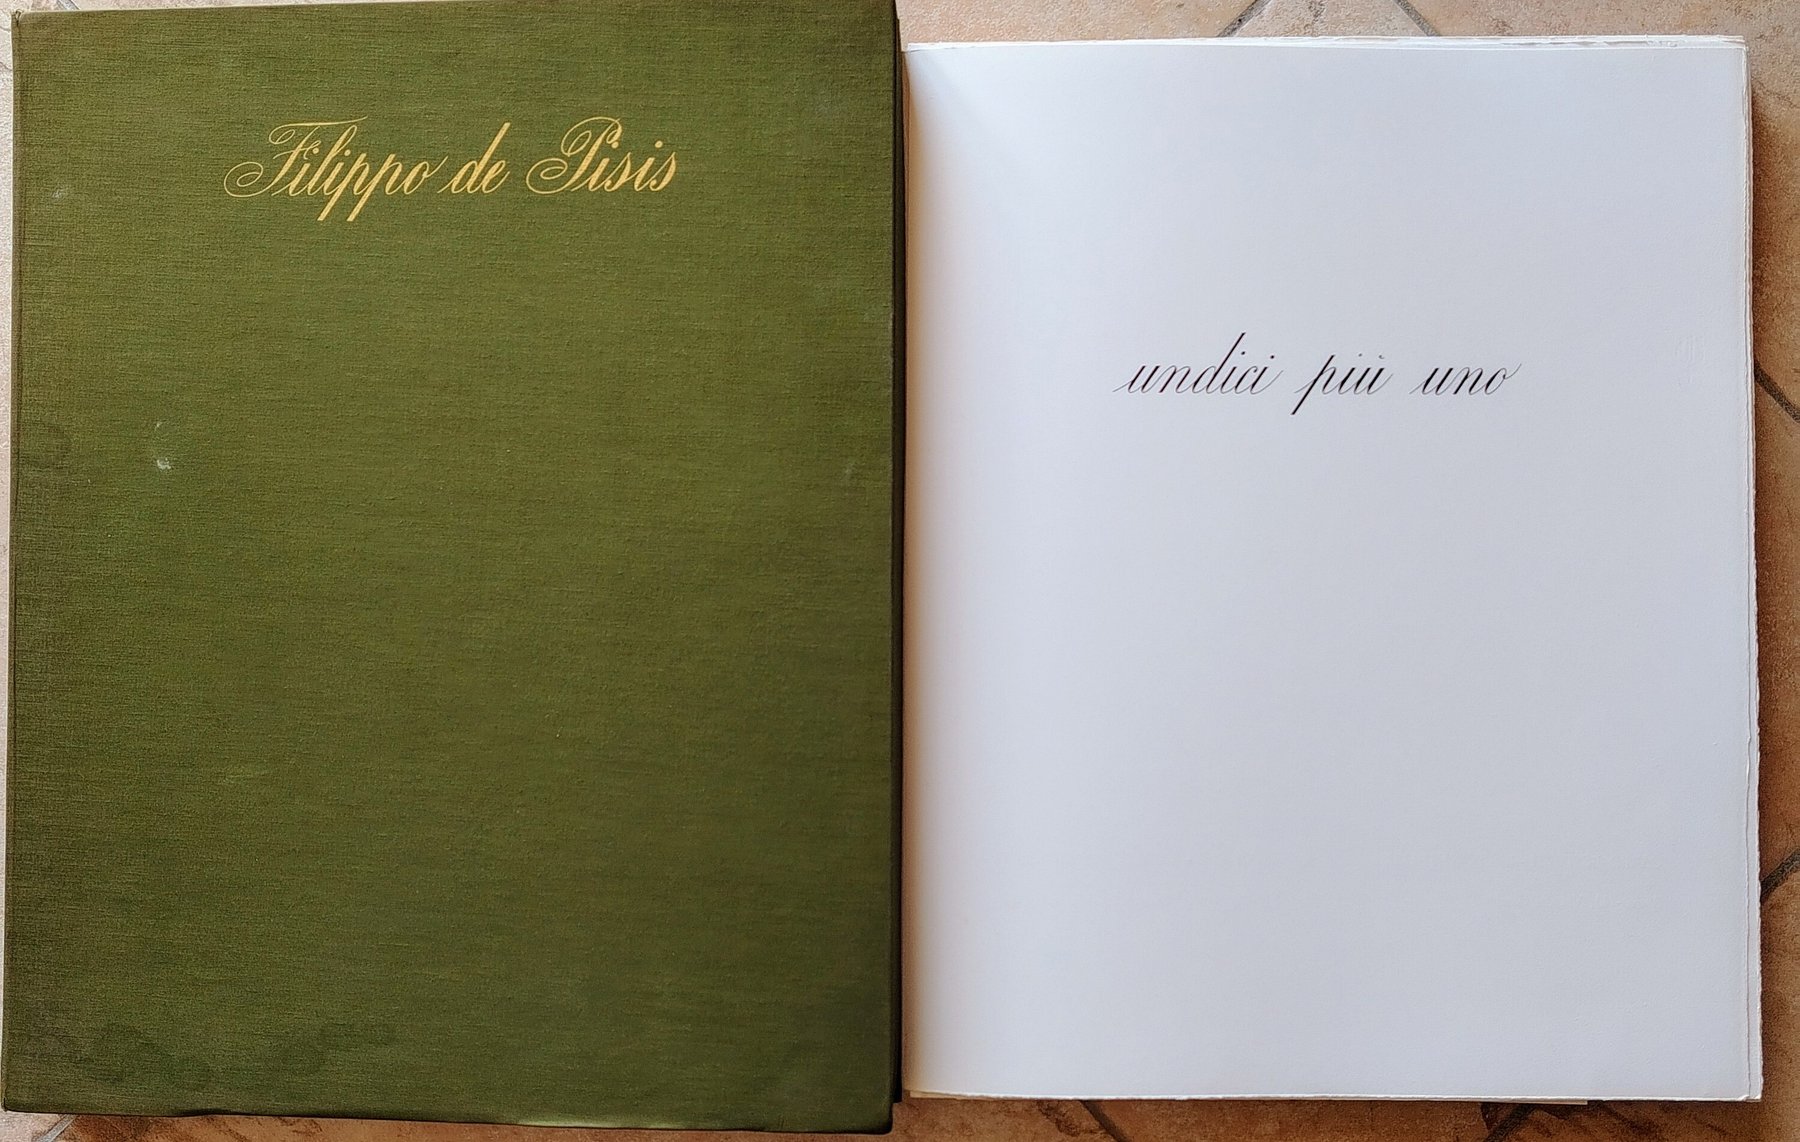 Filippo de Pisis
undici più uno